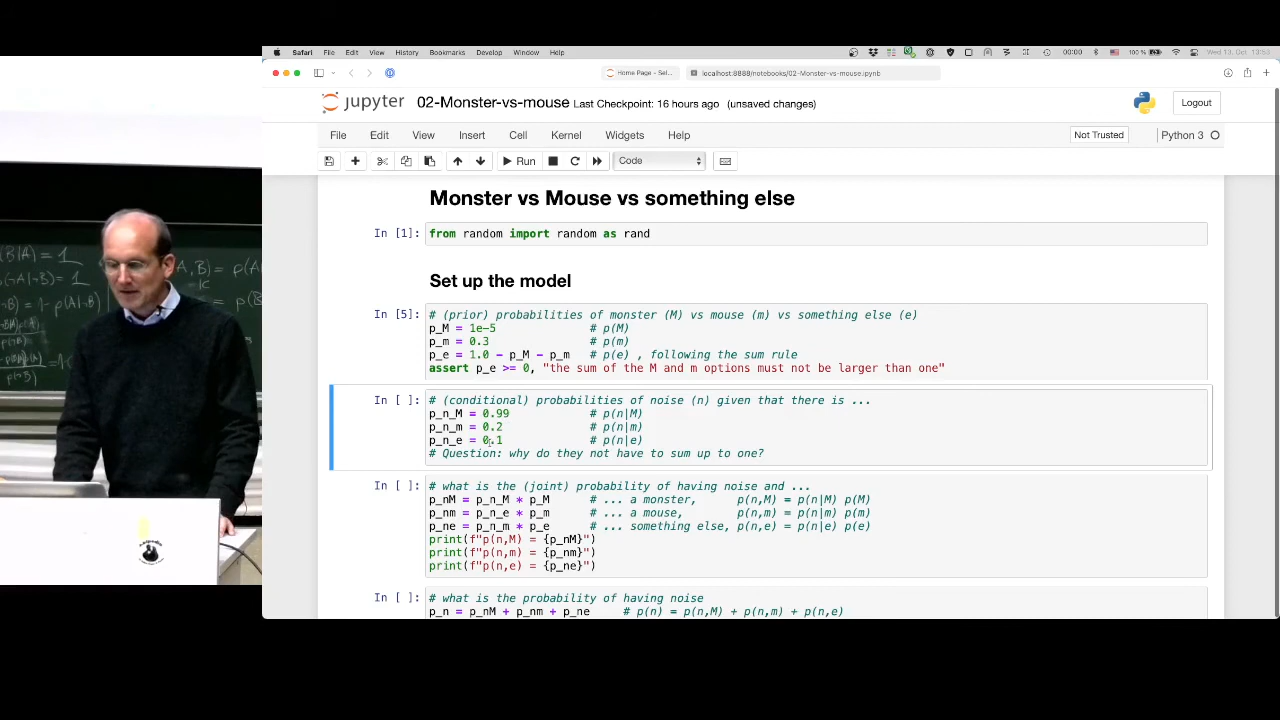 Safari File Edit View History Bookmarks Develop Window Help 00:00 100 % Wed 13. Oct 13:53
Home Page - Sel... localhost:8888/notebooks/02-Monster-vs-mouse.ipynb
jupyter 02-Monster-vs-mouse Last Checkpoint: 16 hours ago (unsaved changes) Logout
File Edit View Insert Cell Kernel Widgets Help Not Trusted Python 3
Run Code
Monster vs Mouse vs something else
In [1]: from random import random as rand
Set up the model
In [5]: # (prior) probabilities of monster (M) vs mouse (m) vs something else (e)
p_M = 1e-5 # p(M)
p_m = 0.3 # p(m)
p_e = 1.0 - p_M - p_m # p(e) , following the sum rule
assert p_e >= 0, "the sum of the M and m options must not be larger than one"
In [ ]: # (conditional) probabilities of noise (n) given that there is ...
p_n_M = 0.99 # p(n|M)
p_n_m = 0.2 # p(n|m)
p_n_e = 0.1 # p(n|e)
# Question: why do they not have to sum up to one?
In [ ]: # what is the (joint) probability of having noise and ...
p_nM = p_n_M * p_M # ... a monster, p(n,M) = p(n|M) p(M)
p_nm = p_n_e * p_m # ... a mouse, p(n,m) = p(n|m) p(m)
p_ne = p_n_m * p_e # ... something else, p(n,e) = p(n|e) p(e)
print(f"p(n,M) = {p_nM}")
print(f"p(n,m) = {p_nm}")
print(f"p(n,e) = {p_ne}")
In [ ]: # what is the probability of having noise
p_n = p_nM + p_nm + p_ne # p(n) = p(n,M) + p(n,m) + p(n,e)